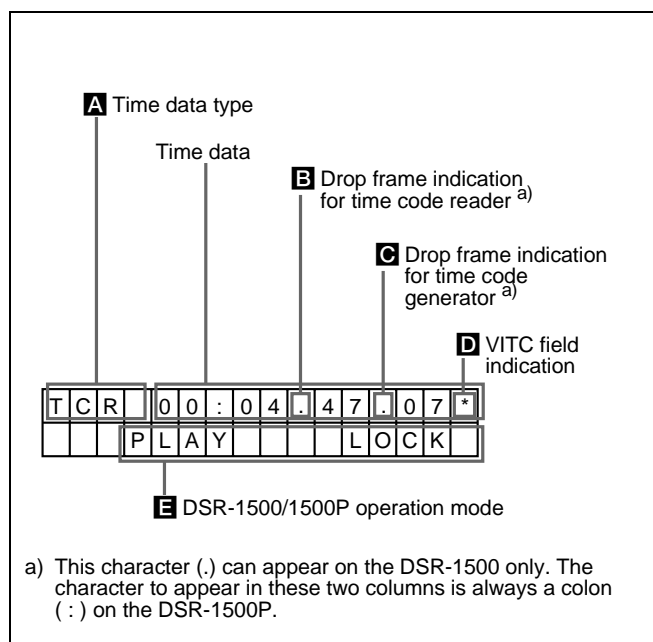 A Time data type
Time data
B Drop frame indication
for time code reader a)
C Drop frame indication
for time code
generator a)
D VITC field
indication
T C R 0 0 : 0 4 . 4 7 . 0 7 *
P L A Y L O C K
E DSR-1500/1500P operation mode
a) This character (.) can appear on the DSR-1500 only. The
character to appear in these two columns is always a colon
( : ) on the DSR-1500P.